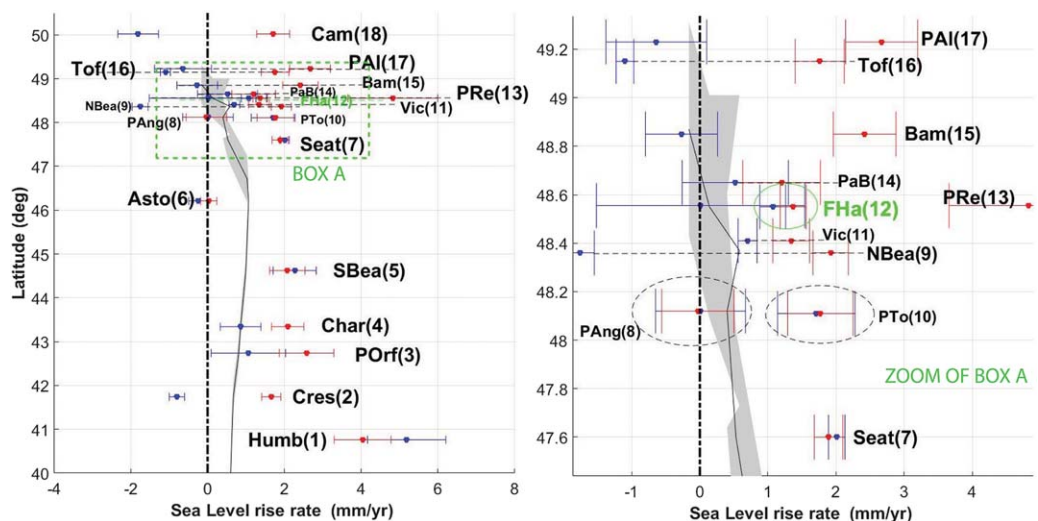 50
49
48
47
46
45
44
43
42
41
40
Latitude (deg)
Cam(18)
PAl(17)
Tof(16)
Bam(15)
PaB(14)
PRe(13)
FHa(12)
NBea(9)
Vic(11)
PAng(8)
PTo(10)
Seat(7)
BOX A
Asto(6)
SBea(5)
Char(4)
POrf(3)
Cres(2)
Humb(1)
-4 -2 0 2 4 6 8
Sea Level rise rate (mm/yr)
49.2
49
48.8
48.6
48.4
48.2
48
47.8
47.6
PAl(17)
Tof(16)
Bam(15)
PaB(14)
PRe(13)
FHa(12)
Vic(11)
NBea(9)
PAng(8)
PTo(10)
ZOOM OF BOX A
Seat(7)
-1 0 1 2 3 4
Sea Level rise rate (mm/yr)